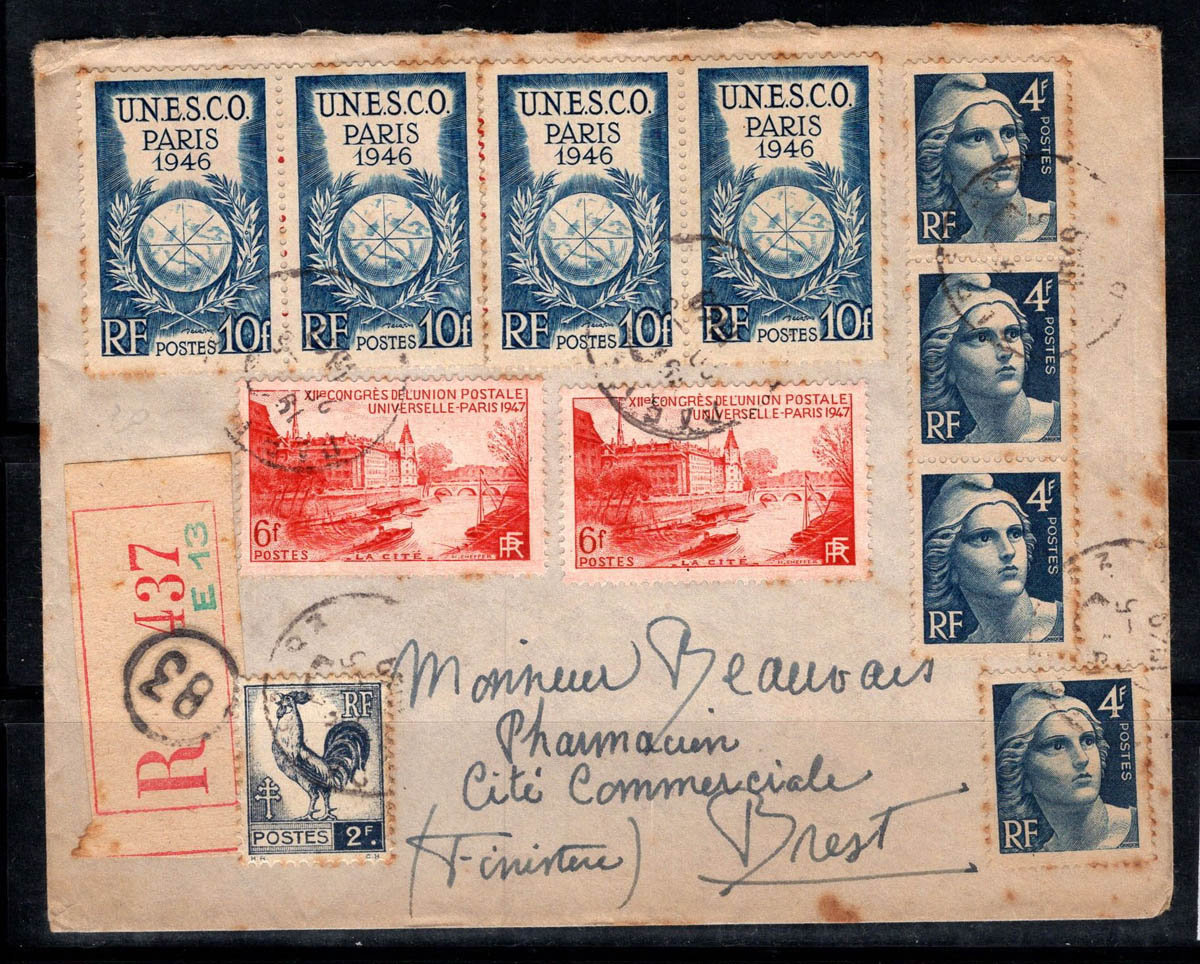 U.N.E.S.C.O.
PARIS
1946
RF POSTES 10f
U.N.E.S.C.O.
PARIS
1946
RF POSTES 10f
U.N.E.S.C.O.
PARIS
1946
RF POSTES 10f
U.N.E.S.C.O.
PARIS
1946
RF POSTES 10f
4F
POSTES
RF
4F
POSTES
RF
4F
POSTES
RF
XIIe CONGRÈS DE L'UNION POSTALE
UNIVERSELLE-PARIS 1947
6f
POSTES
LA CITÉ
H. CHEFFER
RF
XIIe CONGRÈS DE L'UNION POSTALE
UNIVERSELLE-PARIS 1947
6f
POSTES
LA CITÉ
H. CHEFFER
RF
R 437
E 13
83
RF
POSTES 2F.
Monsieur Beauvais
Pharmacien
Cité Commerciale
Brest
(Finistère)
4F
POSTES
RF